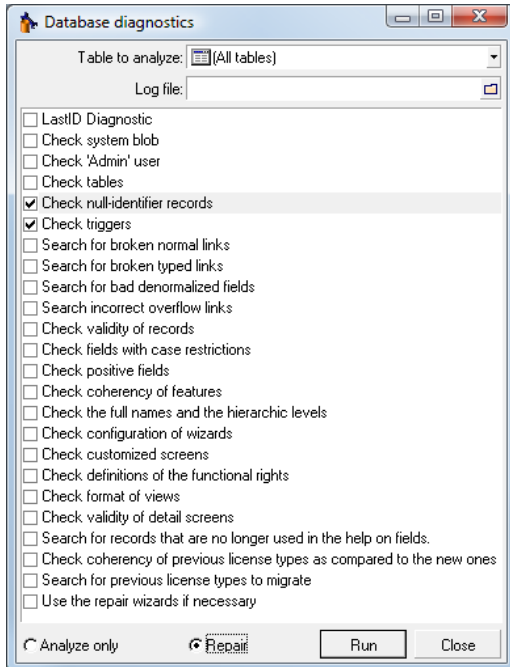 Database diagnostics
Table to analyze: (All tables)
Log file:
LastID Diagnostic
Check system blob
Check 'Admin' user
Check tables
Check null-identifier records
Check triggers
Search for broken normal links
Search for broken typed links
Search for bad denormalized fields
Search incorrect overflow links
Check validity of records
Check fields with case restrictions
Check positive fields
Check coherency of features
Check the full names and the hierarchic levels
Check configuration of wizards
Check customized screens
Check definitions of the functional rights
Check format of views
Check validity of detail screens
Search for records that are no longer used in the help on fields.
Check coherency of previous license types as compared to the new ones
Search for previous license types to migrate
Use the repair wizards if necessary
Analyze only Repair Run Close